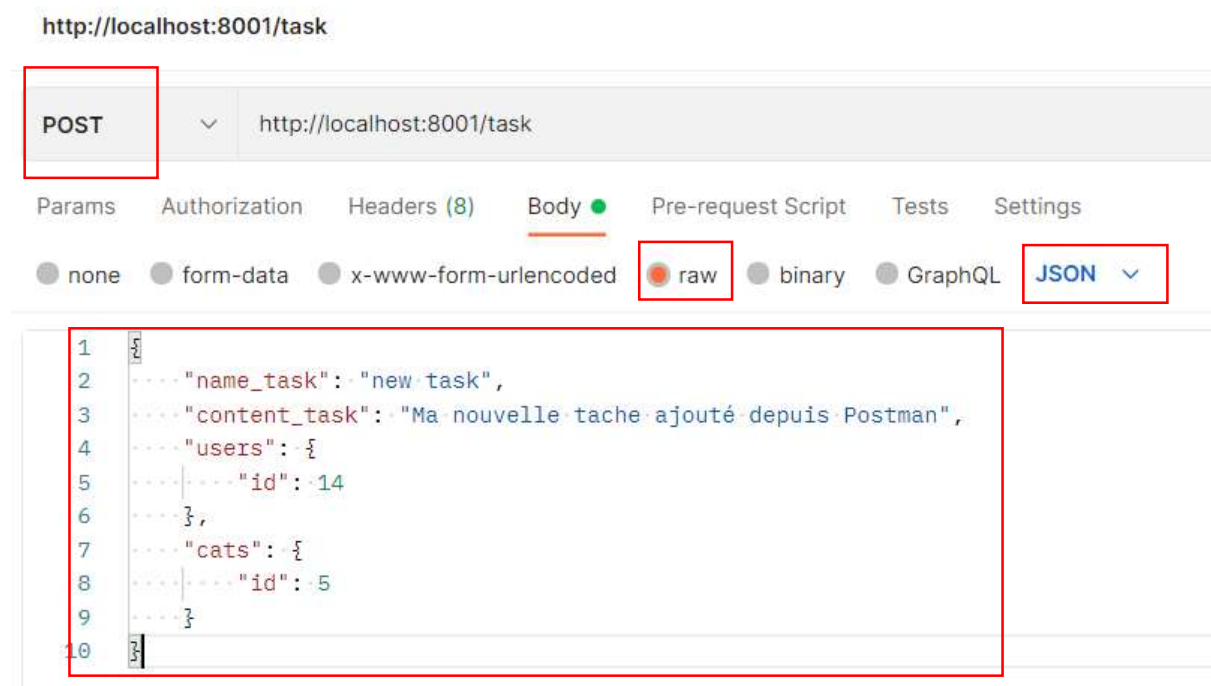 http://localhost:8001/task
POST http://localhost:8001/task
Params Authorization Headers (8) Body Pre-request Script Tests Settings
none form-data x-www-form-urlencoded raw binary GraphQL JSON
1 {
2 "name_task": "new task",
3 "content_task": "Ma nouvelle tache ajouté depuis Postman",
4 "users": {
5 "id": 14
6 },
7 "cats": {
8 "id": 5
9 }
10 }